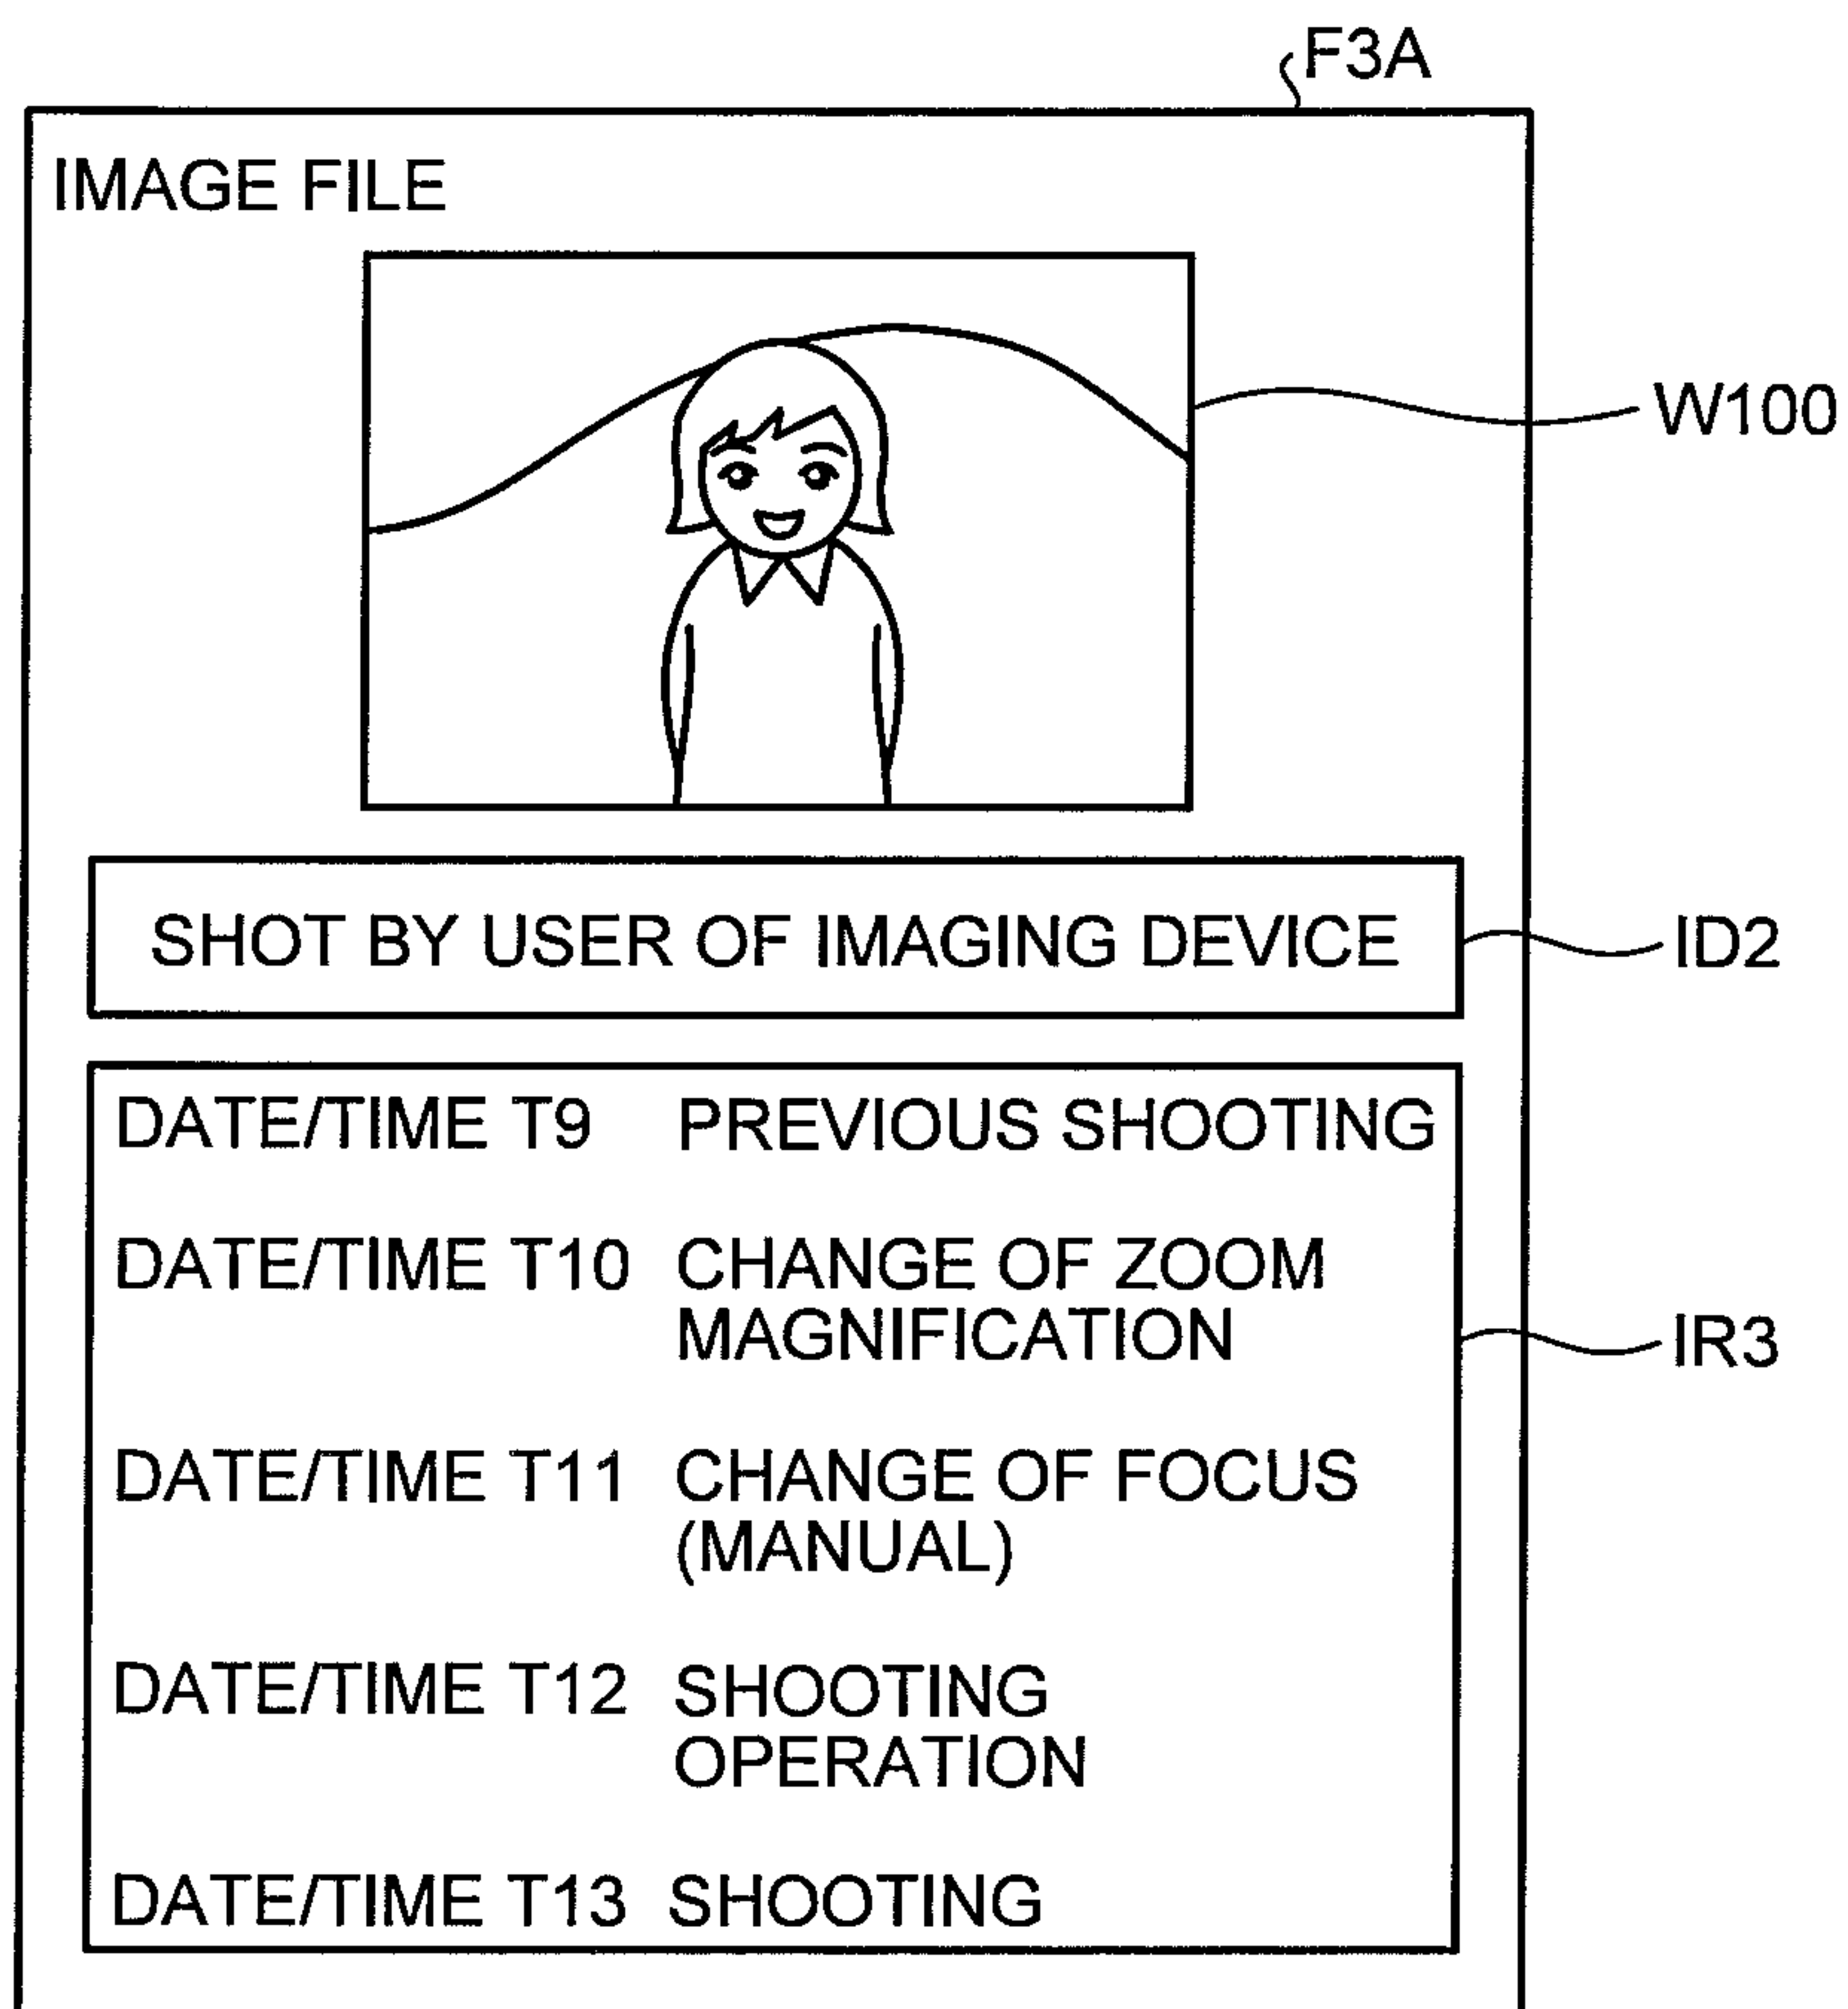 F3A
IMAGE FILE
W100
SHOT BY USER OF IMAGING DEVICE
ID2
DATE/TIME T9 PREVIOUS SHOOTING
DATE/TIME T10 CHANGE OF ZOOM
MAGNIFICATION
IR3
DATE/TIME T11 CHANGE OF FOCUS
(MANUAL)
DATE/TIME T12 SHOOTING
OPERATION
DATE/TIME T13 SHOOTING